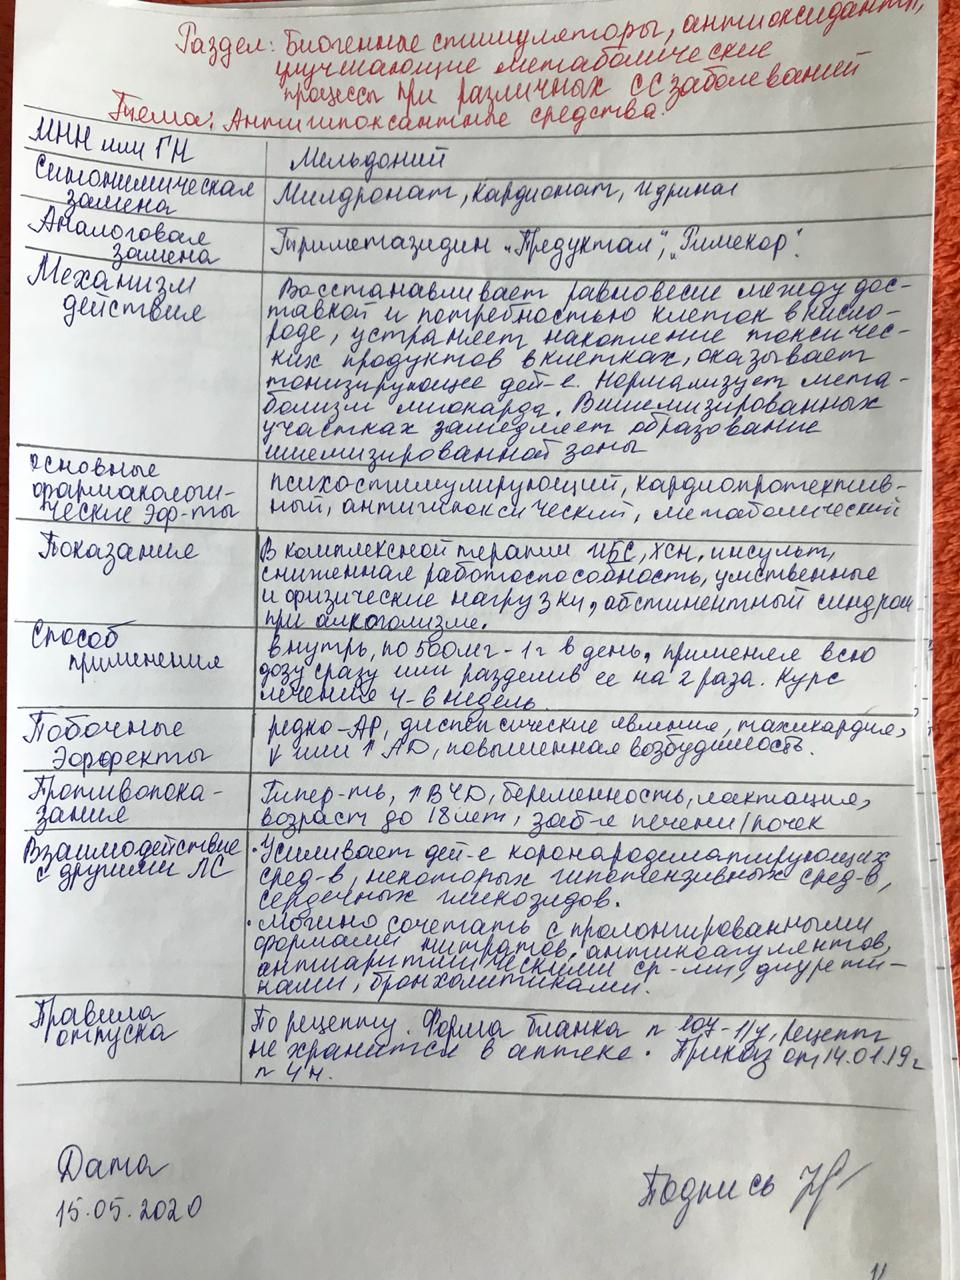 Раздел: Биогенные стимуляторы, антиоксиданты,
улучшающие метаболические
процессы при различных СС заболеваний
Тема: Антигипоксантные средства.
МНН или ГН
Мельдоний
Синонимическая
замена
Милдронат, Кардионат, Идринол
Аналоговая
замена
Триметазидин „Предуктал", „Римекор".
Механизм
действия
Восстанавливает равновесие между дос-
тавкой и потребностью клеток в кисло-
роде, устраняет накопление токсичес-
ких продуктов в клетках, оказывает
тонизирующее дей-е. Нормализует мета-
болизм миокарда. В ишемизированных
участках замедляет образование
ишемизированной зоны
Основные
фармакологи-
ческие эф-ты
психостимулирующий, кардиопротектив-
ный, антигипоксический, метаболический
Показания
В комплексной терапии ИБС, ХСН, инсульт,
сниженная работоспособность, умственные
и физические нагрузки, абстинентный синдром
при алкоголизме.
Способ
применения
внутрь, по 500мг - 1г в день, применяя всю
дозу сразу или разделив ее на 2 раза. Курс
лечения 4-6 недель.
Побочные
эффекты
редко - АР, диспепсические явления, тахикардия,
↓ или ↑ АД, повышенная возбудимость.
Противопока-
зания
Гипер-ть, ↑ ВЧД, беременность, лактация,
возраст до 18 лет, заб-я печени/почек
Взаимодействие
с другими ЛС
• Усиливает дей-е коронародилатирующих
сред-в, некоторых гипотензивных сред-в,
сердечных гликозидов.
• Можно сочетать с пролонгированными
формами нитратов, антикоагулянтов,
антиаритмическими ср-ми, диурети-
ками, бронхолитиками.
Правила
отпуска
По рецепту. Форма бланка n 107-1/у, рецепт
не хранится в аптеке. Приказ от 14.01.19г
n 4н.
Дата
15.05.2020
Подпись